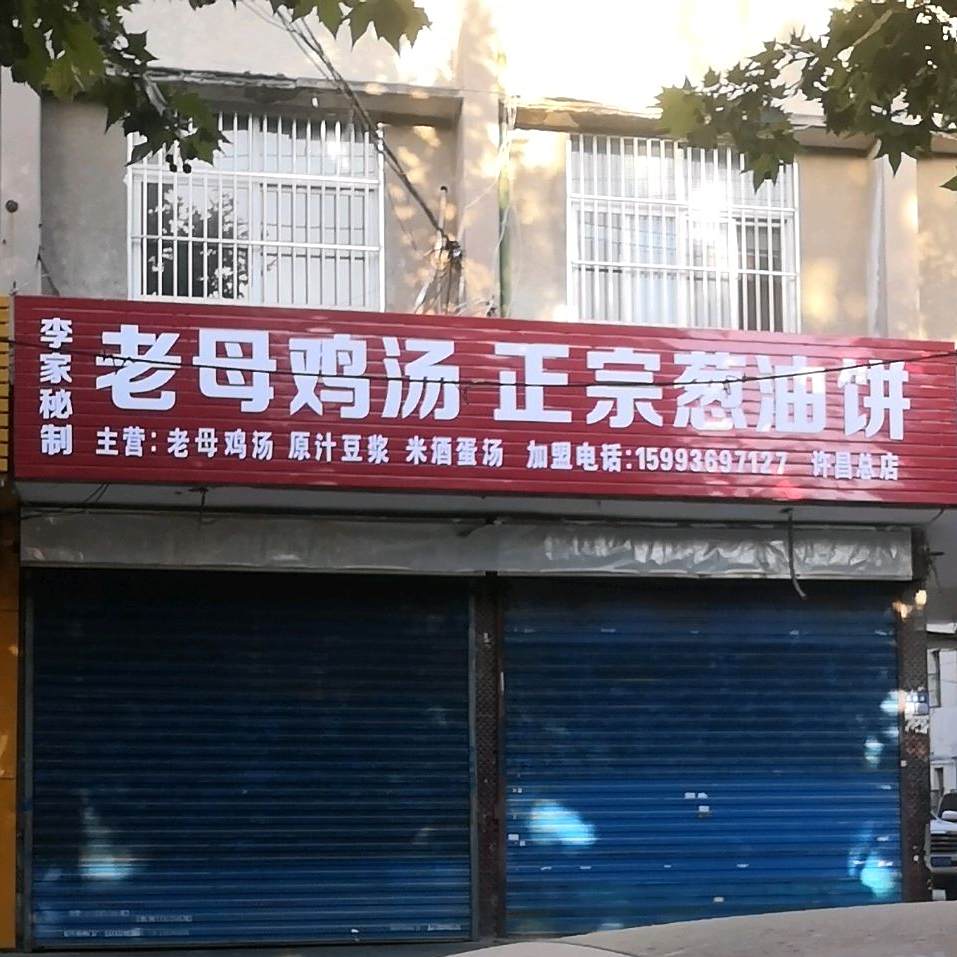 李家秘制
老母鸡汤 正宗葱油饼
主营：老母鸡汤 原汁豆浆 米酒蛋汤 加盟电话：15993697127 许昌总店